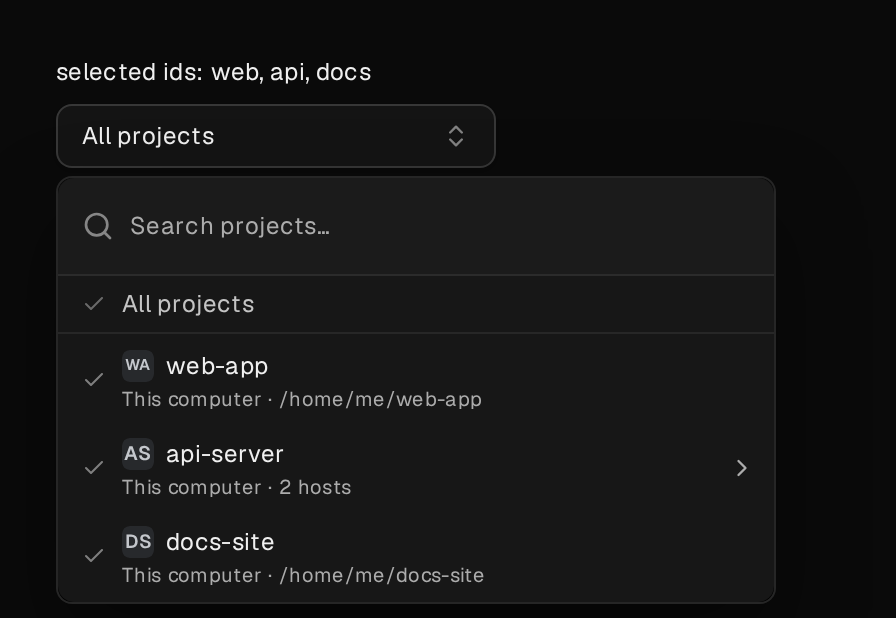 selected ids: web, api, docs
All projects
Search projects…
All projects
WA web-app
This computer · /home/me/web-app
AS api-server
This computer · 2 hosts
DS docs-site
This computer · /home/me/docs-site